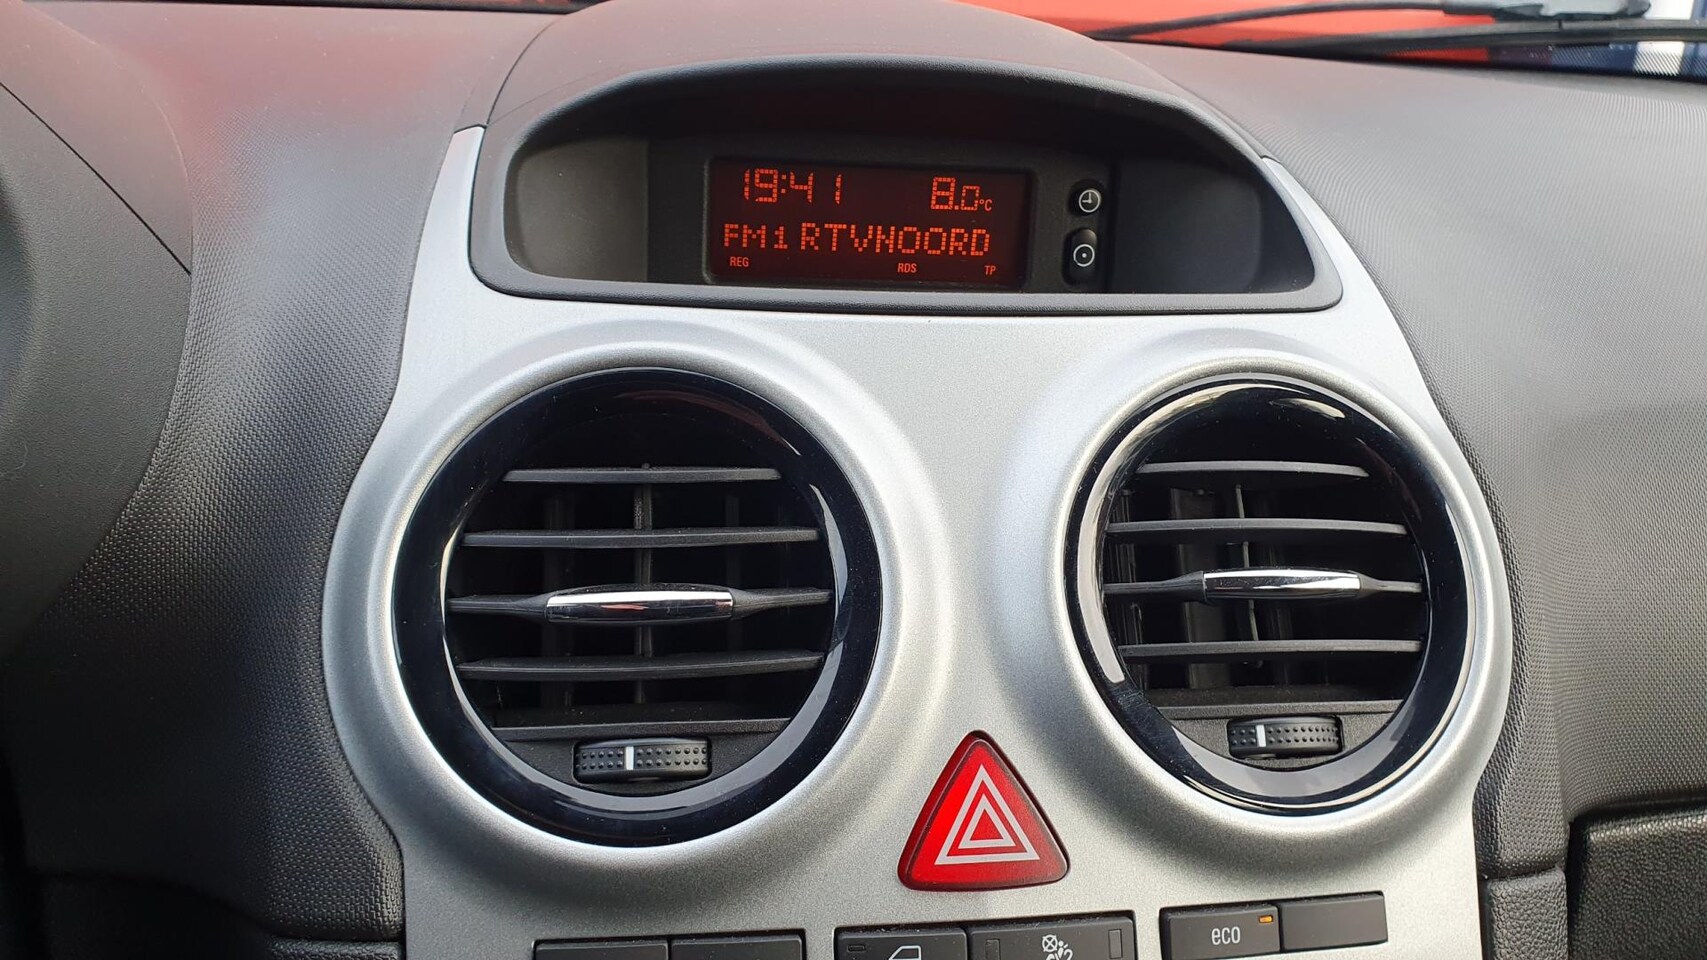 19:41 8.0°C
FM1 RTVNOORD
REG RDS TP
eco